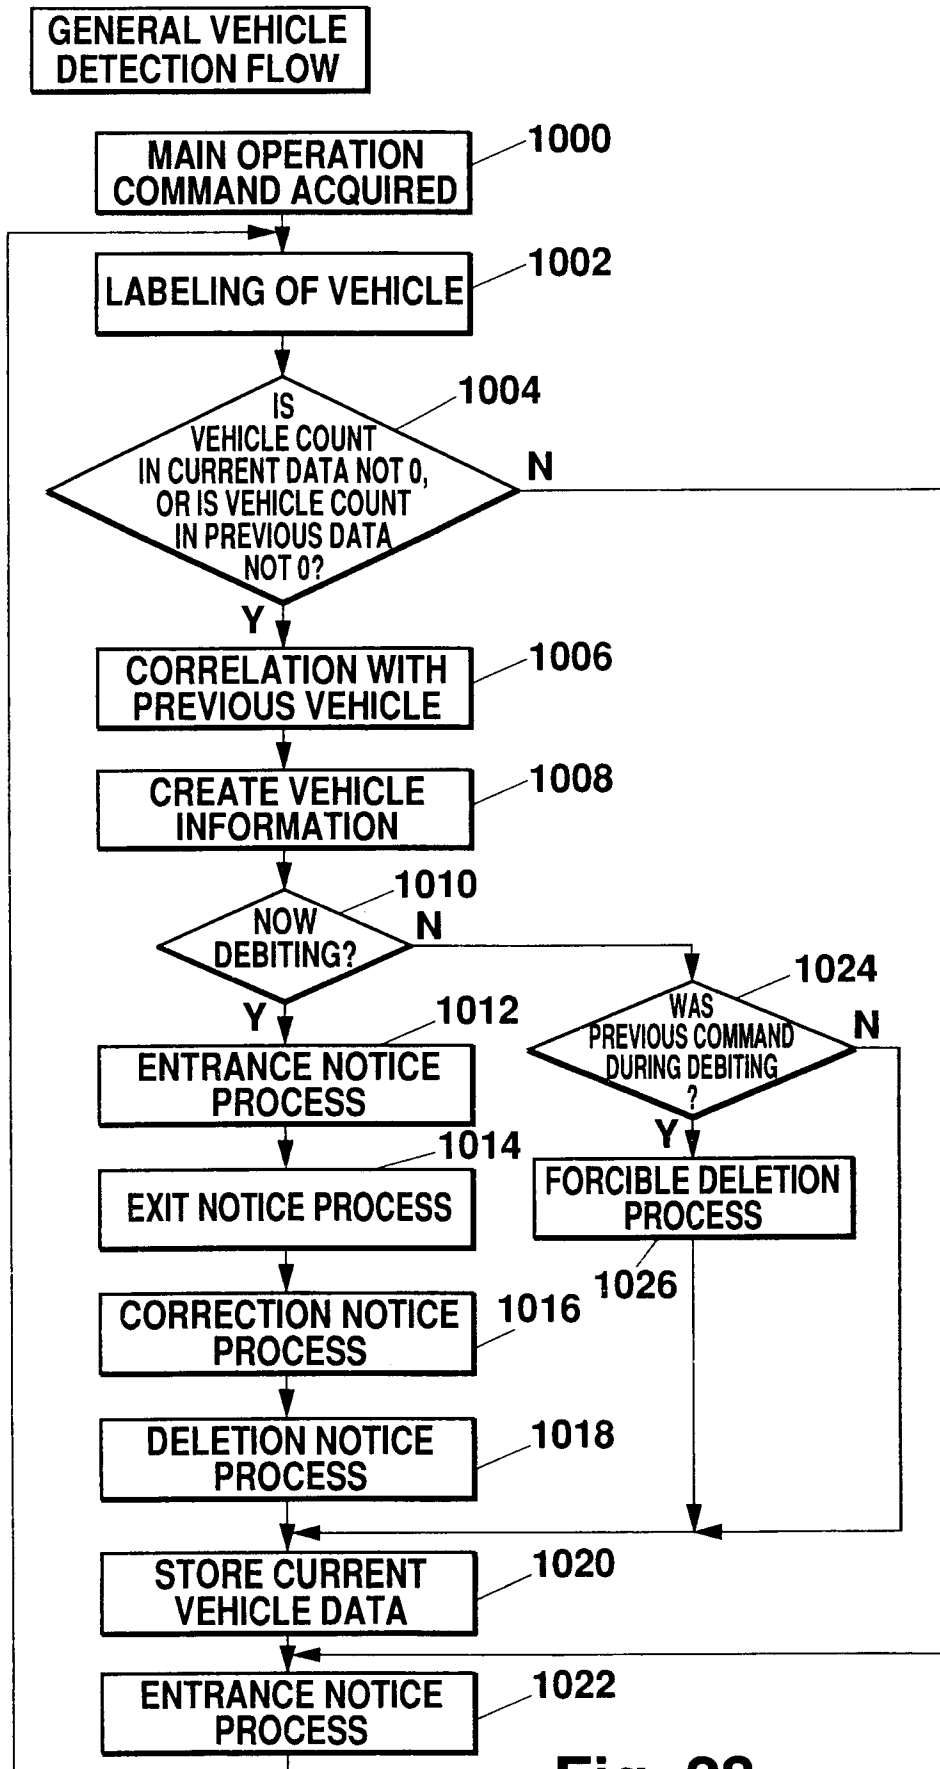 GENERAL VEHICLE
DETECTION FLOW
1000
MAIN OPERATION
COMMAND ACQUIRED
1002
LABELING OF VEHICLE
1004
IS
VEHICLE COUNT
IN CURRENT DATA NOT 0,
OR IS VEHICLE COUNT
IN PREVIOUS DATA
NOT 0?
N
Y
1006
CORRELATION WITH
PREVIOUS VEHICLE
1008
CREATE VEHICLE
INFORMATION
1010
NOW
DEBITING?
N
Y
1024
WAS
PREVIOUS COMMAND
DURING DEBITING
?
N
Y
1012
ENTRANCE NOTICE
PROCESS
1014
EXIT NOTICE PROCESS
FORCIBLE DELETION
PROCESS
1026
1016
CORRECTION NOTICE
PROCESS
1018
DELETION NOTICE
PROCESS
1020
STORE CURRENT
VEHICLE DATA
1022
ENTRANCE NOTICE
PROCESS
Fig.